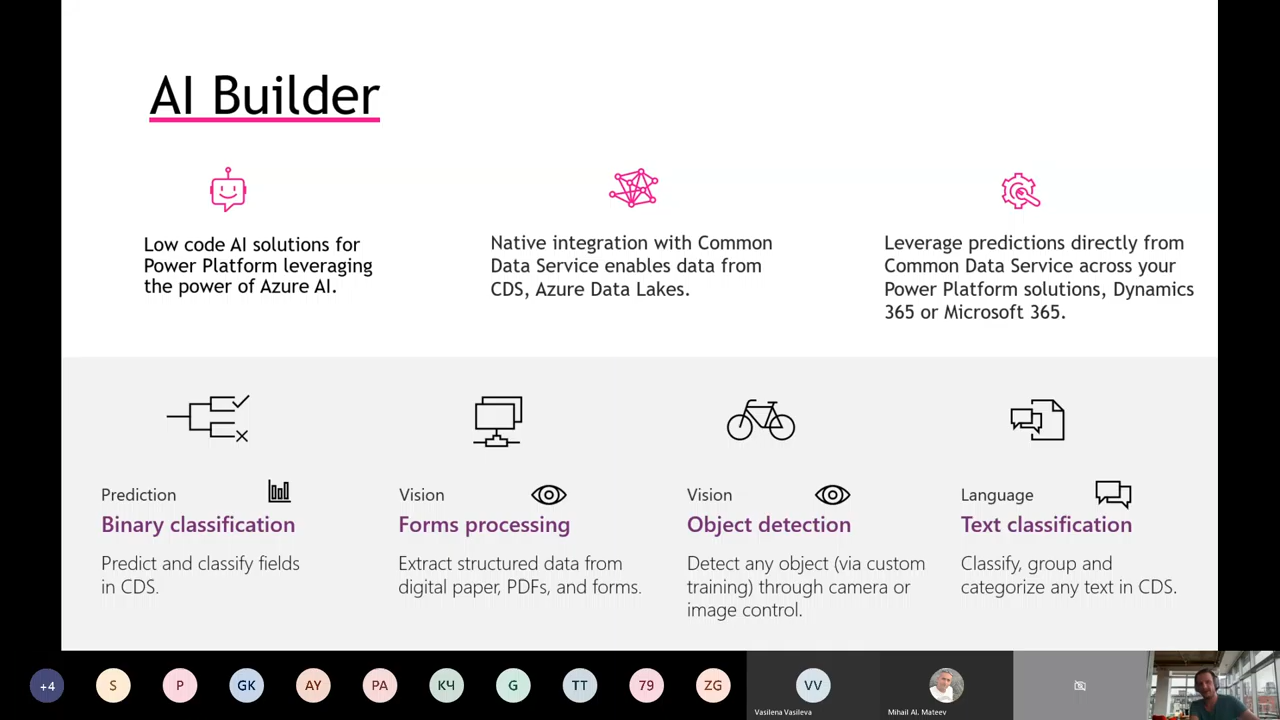 AI Builder
Low code AI solutions for
Power Platform leveraging
the power of Azure AI.
Native integration with Common
Data Service enables data from
CDS, Azure Data Lakes.
Leverage predictions directly from
Common Data Service across your
Power Platform solutions, Dynamics
365 or Microsoft 365.
Prediction
Binary classification
Predict and classify fields
in CDS.
Vision
Forms processing
Extract structured data from
digital paper, PDFs, and forms.
Vision
Object detection
Detect any object (via custom
training) through camera or
image control.
Language
Text classification
Classify, group and
categorize any text in CDS.
+4
S
P
GK
AY
PA
КЧ
G
TT
79
ZG
VV
Vasilena Vasileva
Mihail Al. Mateev